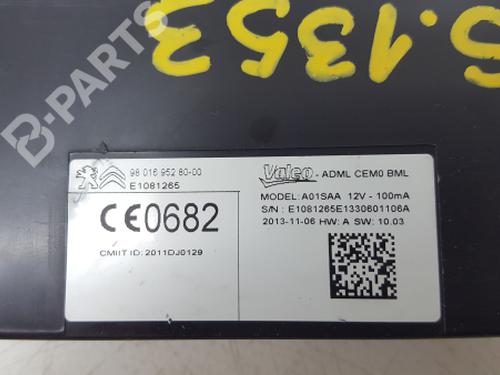 5.1353
B-PARTS
98 016 952 80-00
E1081265
CE0682
CMIIT ID: 2011DJ0129
Valeo - ADML CEM0 BML
MODEL: A01SAA 12V - 100mA
S/N : E1081265E1330601106A
2013-11-06 HW: A SW: 10.03